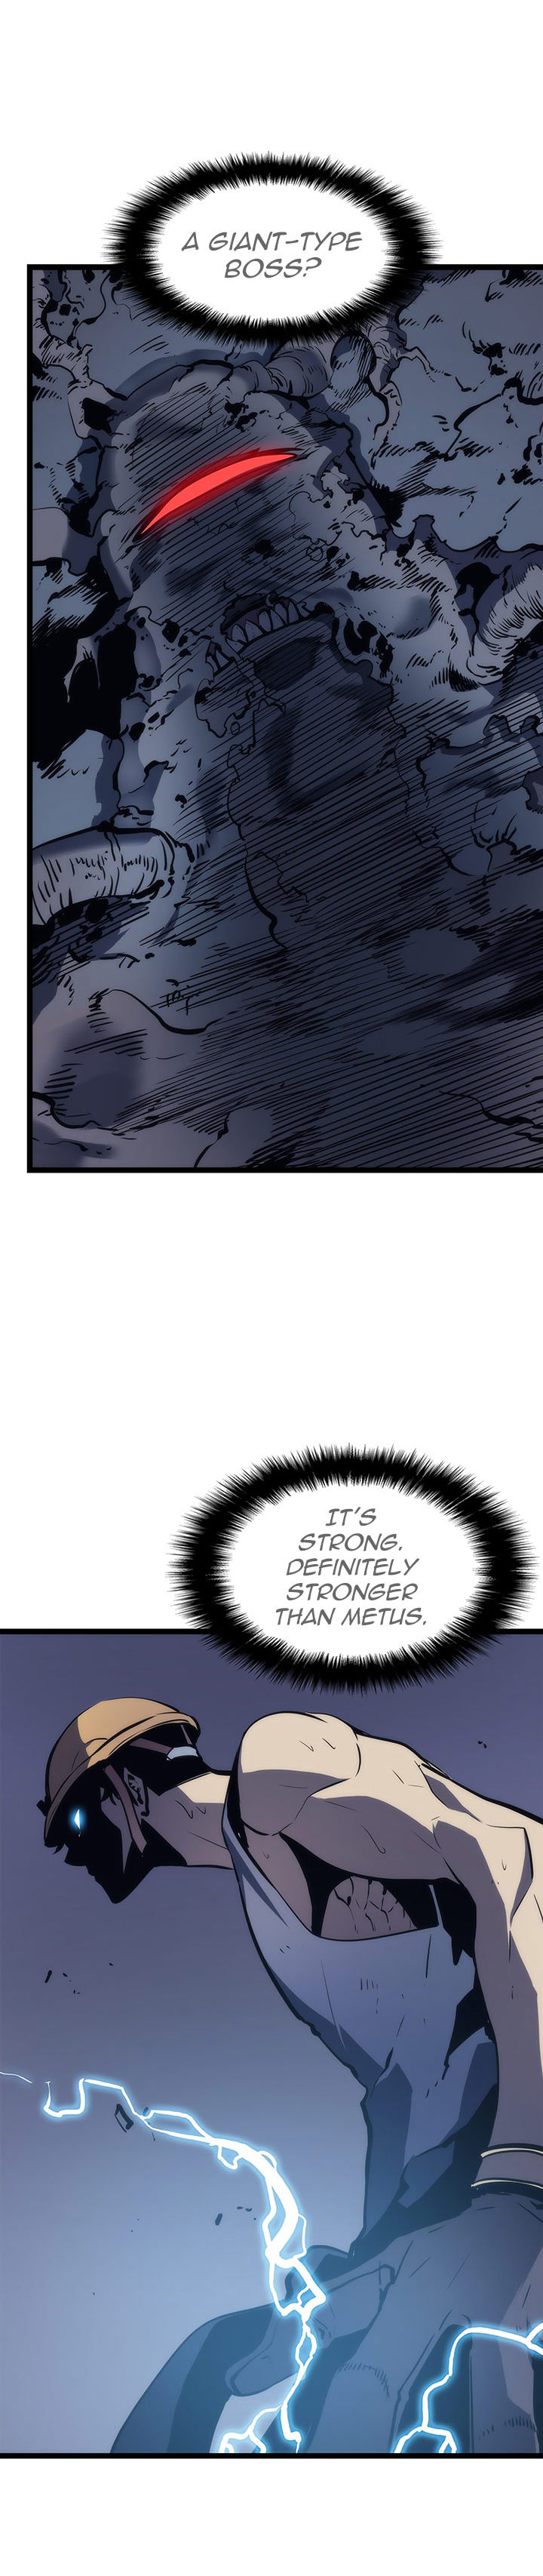 A GIANT-TYPE
BOSS?
IT'S
STRONG.
DEFINITELY
STRONGER
THAN METUS.